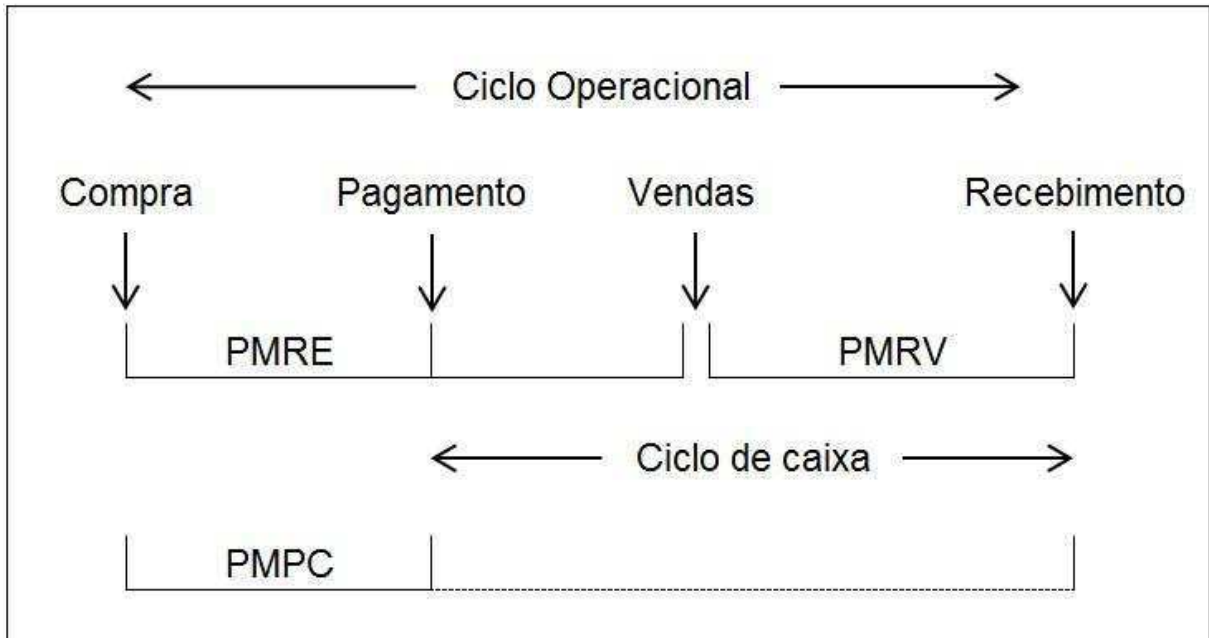 Ciclo Operacional
Compra Pagamento Vendas Recebimento
PMRE PMRV
Ciclo de caixa
PMPC